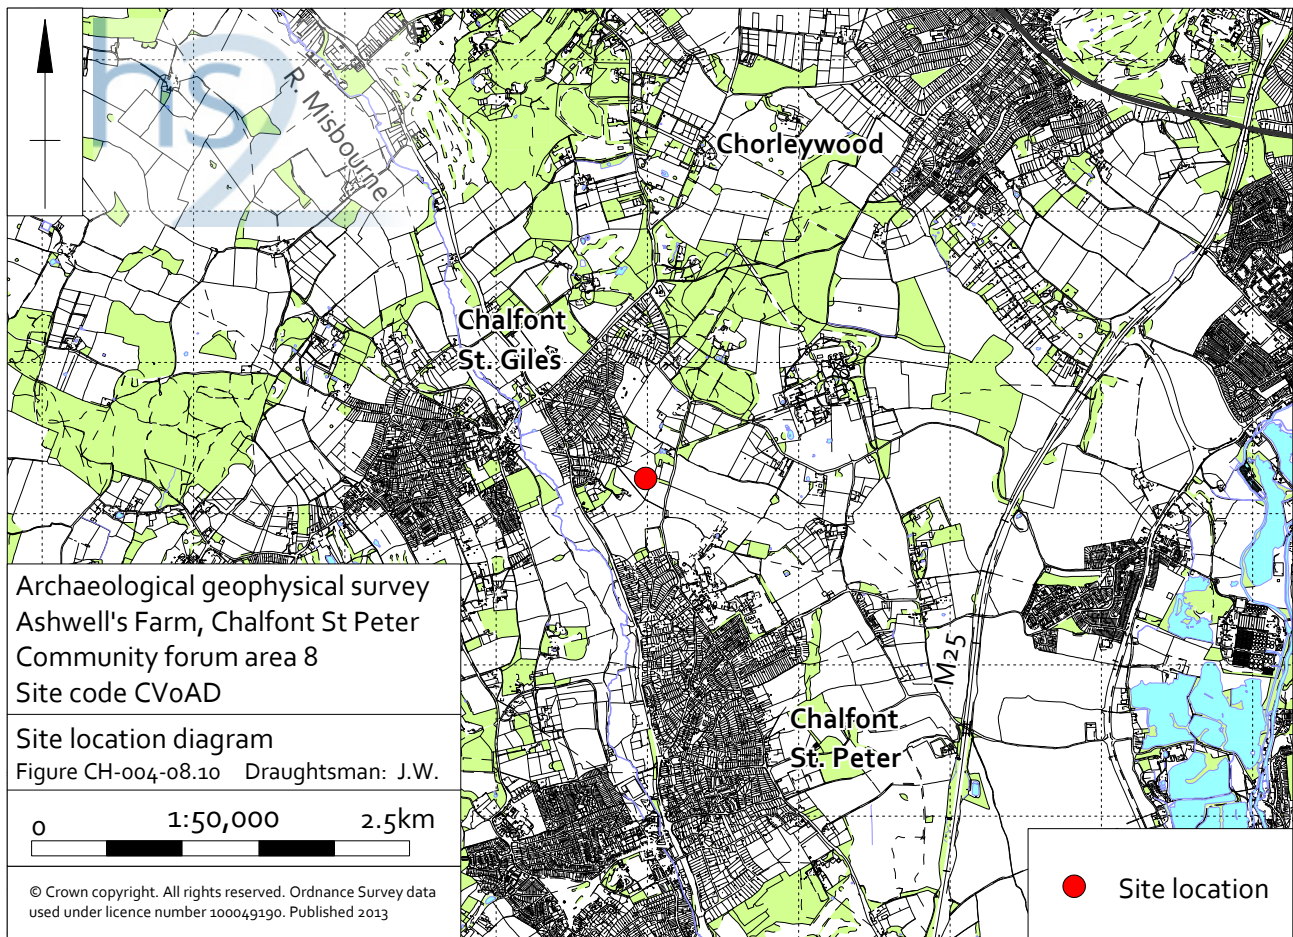 hs2
R. Misbourne
Chorleywood
Chalfont
St. Giles
M25
Chalfont
St. Peter
Archaeological geophysical survey
Ashwell's Farm, Chalfont St Peter
Community forum area 8
Site code CV0AD
Site location diagram
Figure CH-004-08.10 Draughtsman: J.W.
0 1:50,000 2.5km
© Crown copyright. All rights reserved. Ordnance Survey data
used under licence number 100049190. Published 2013
Site location